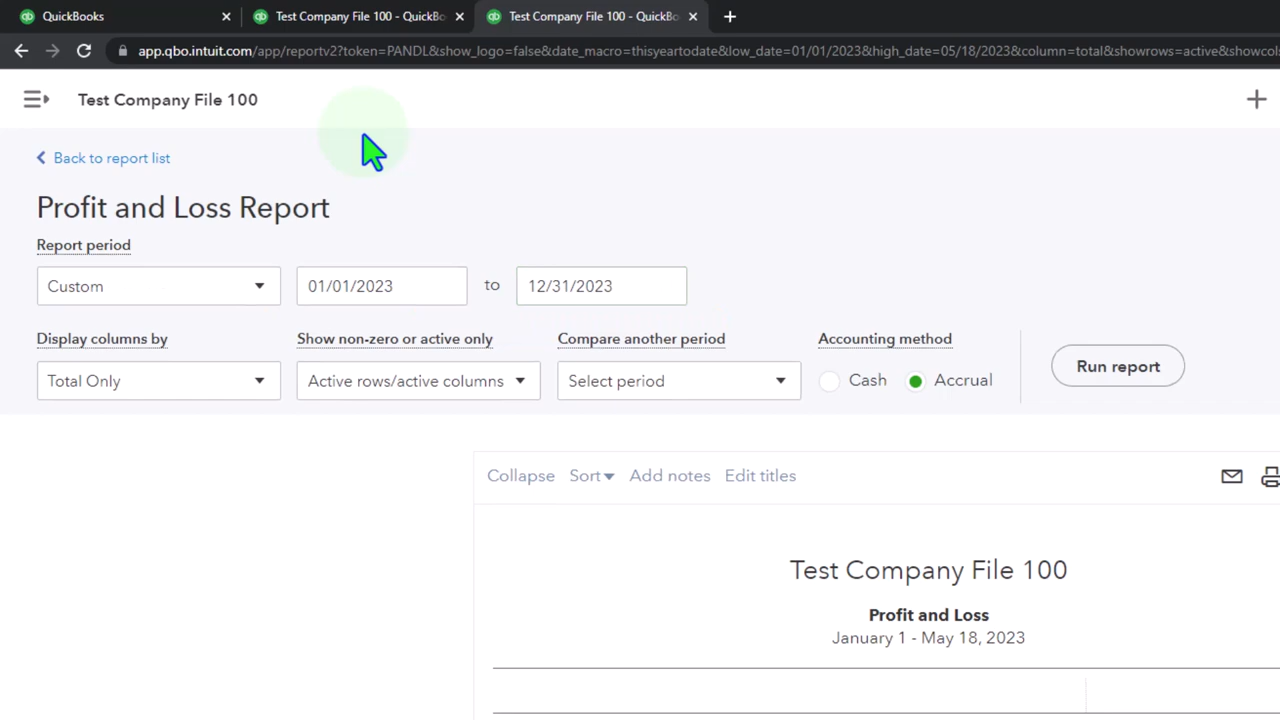 QuickBooks
Test Company File 100 - QuickBo
Test Company File 100 - QuickBo
app.qbo.intuit.com/app/reportv2?token=PANDL&show_logo=false&date_macro=thisyeartodate&low_date=01/01/2023&high_date=05/18/2023&column=total&showrows=active&showcols
Test Company File 100
Back to report list
Profit and Loss Report
Report period
Custom 01/01/2023 to 12/31/2023
Display columns by Show non-zero or active only Compare another period Accounting method
Total Only Active rows/active columns Select period Cash Accrual Run report
Collapse Sort Add notes Edit titles
Test Company File 100
Profit and Loss
January 1 - May 18, 2023